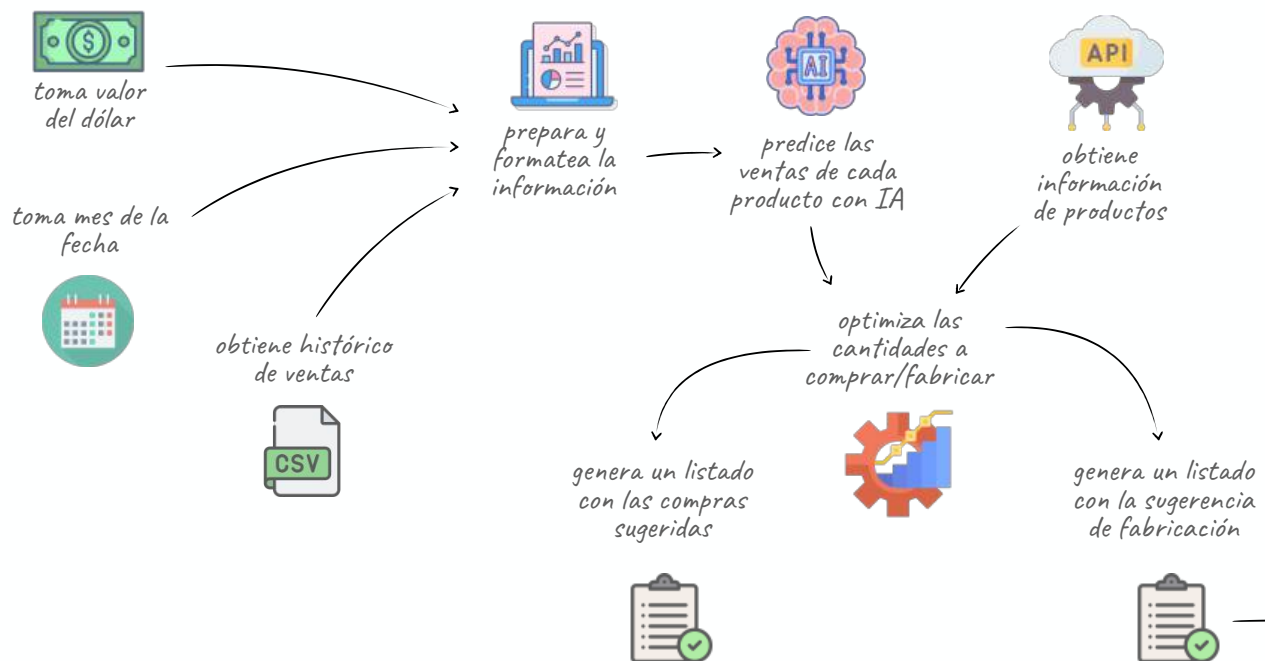 $
toma valor
del dólar
toma mes de la
fecha
obtiene histórico
de ventas
CSV
prepara y
formatea la
información
AI
predice las
ventas de cada
producto con IA
API
obtiene
información
de productos
optimiza las
cantidades a
comprar/fabricar
genera un listado
con las compras
sugeridas
genera un listado
con la sugerencia
de fabricación